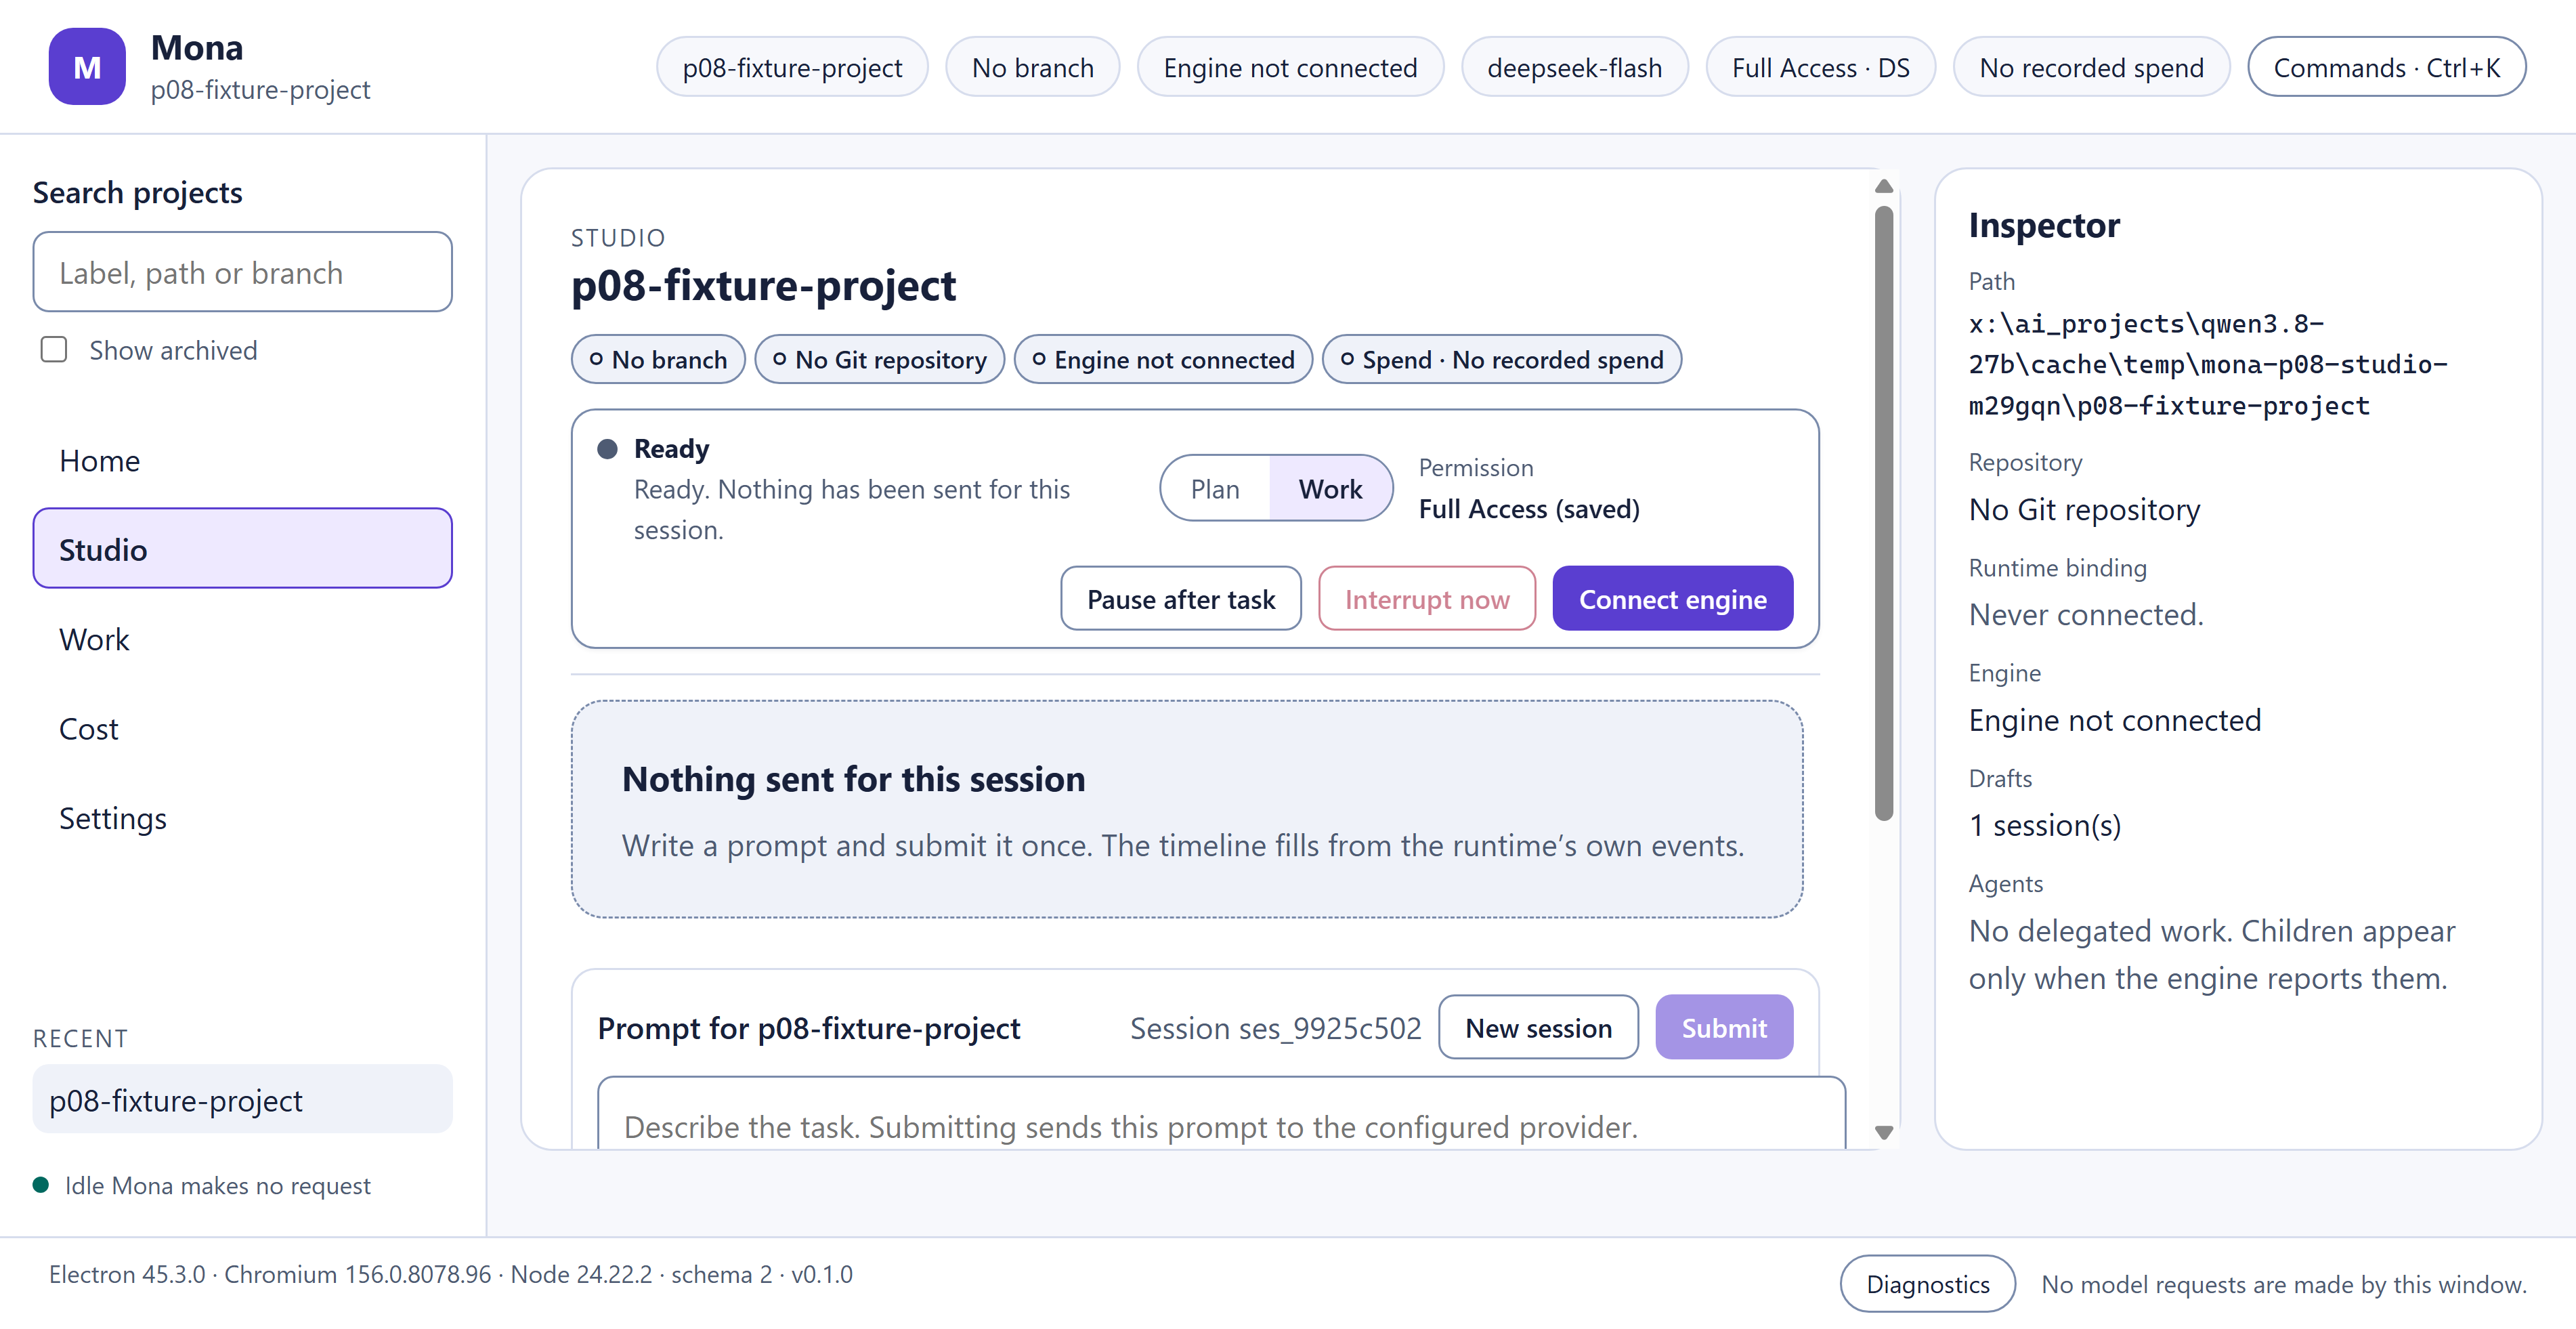 M
Mona
p08-fixture-project
p08-fixture-project
No branch
Engine not connected
deepseek-flash
Full Access · DS
No recorded spend
Commands · Ctrl+K
Search projects
Label, path or branch
Show archived
Home
Studio
Work
Cost
Settings
RECENT
p08-fixture-project
Idle Mona makes no request
STUDIO
p08-fixture-project
No branch
No Git repository
Engine not connected
Spend · No recorded spend
Ready
Ready. Nothing has been sent for this
session.
Plan
Work
Permission
Full Access (saved)
Pause after task
Interrupt now
Connect engine
Nothing sent for this session
Write a prompt and submit it once. The timeline fills from the runtime’s own events.
Prompt for p08-fixture-project
Session ses_9925c502
New session
Submit
Describe the task. Submitting sends this prompt to the configured provider.
Inspector
Path
x:\ai_projects\qwen3.8-
27b\cache\temp\mona-p08-studio-
m29gqn\p08-fixture-project
Repository
No Git repository
Runtime binding
Never connected.
Engine
Engine not connected
Drafts
1 session(s)
Agents
No delegated work. Children appear
only when the engine reports them.
Electron 45.3.0 · Chromium 156.0.8078.96 · Node 24.22.2 · schema 2 · v0.1.0
Diagnostics
No model requests are made by this window.